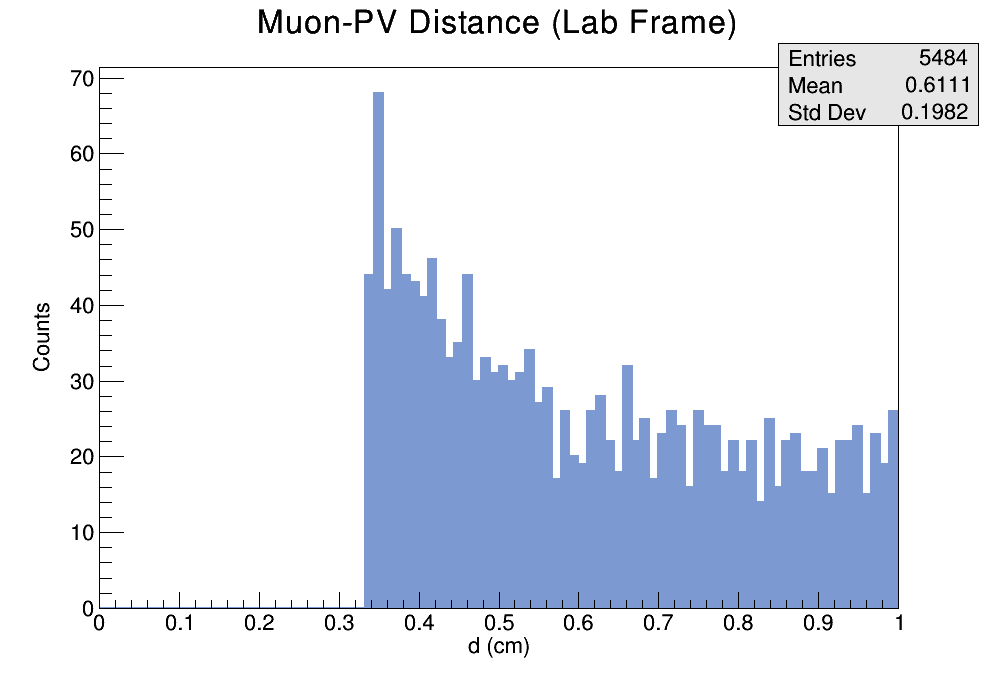 Muon-PV Distance (Lab Frame)
Entries 5484
Mean 0.6111
Std Dev 0.1982
70
60
50
40
30
20
10
0
Counts
0 0.1 0.2 0.3 0.4 0.5 0.6 0.7 0.8 0.9 1
d (cm)